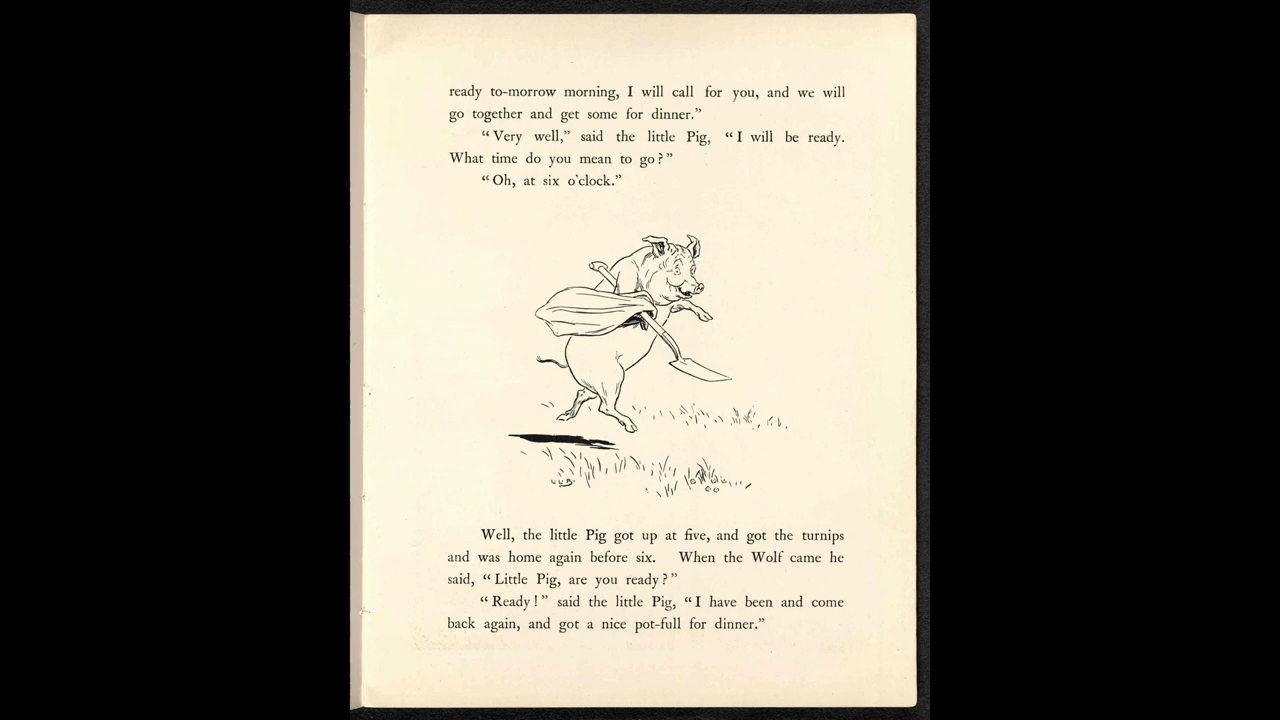 ready to-morrow morning, I will call for you, and we will
go together and get some for dinner.”
“Very well,” said the little Pig, “I will be ready.
What time do you mean to go?”
“Oh, at six o’clock.”
L.L.B.
Well, the little Pig got up at five, and got the turnips
and was home again before six. When the Wolf came he
said, “Little Pig, are you ready?”
“Ready!” said the little Pig, “I have been and come
back again, and got a nice pot-full for dinner.”